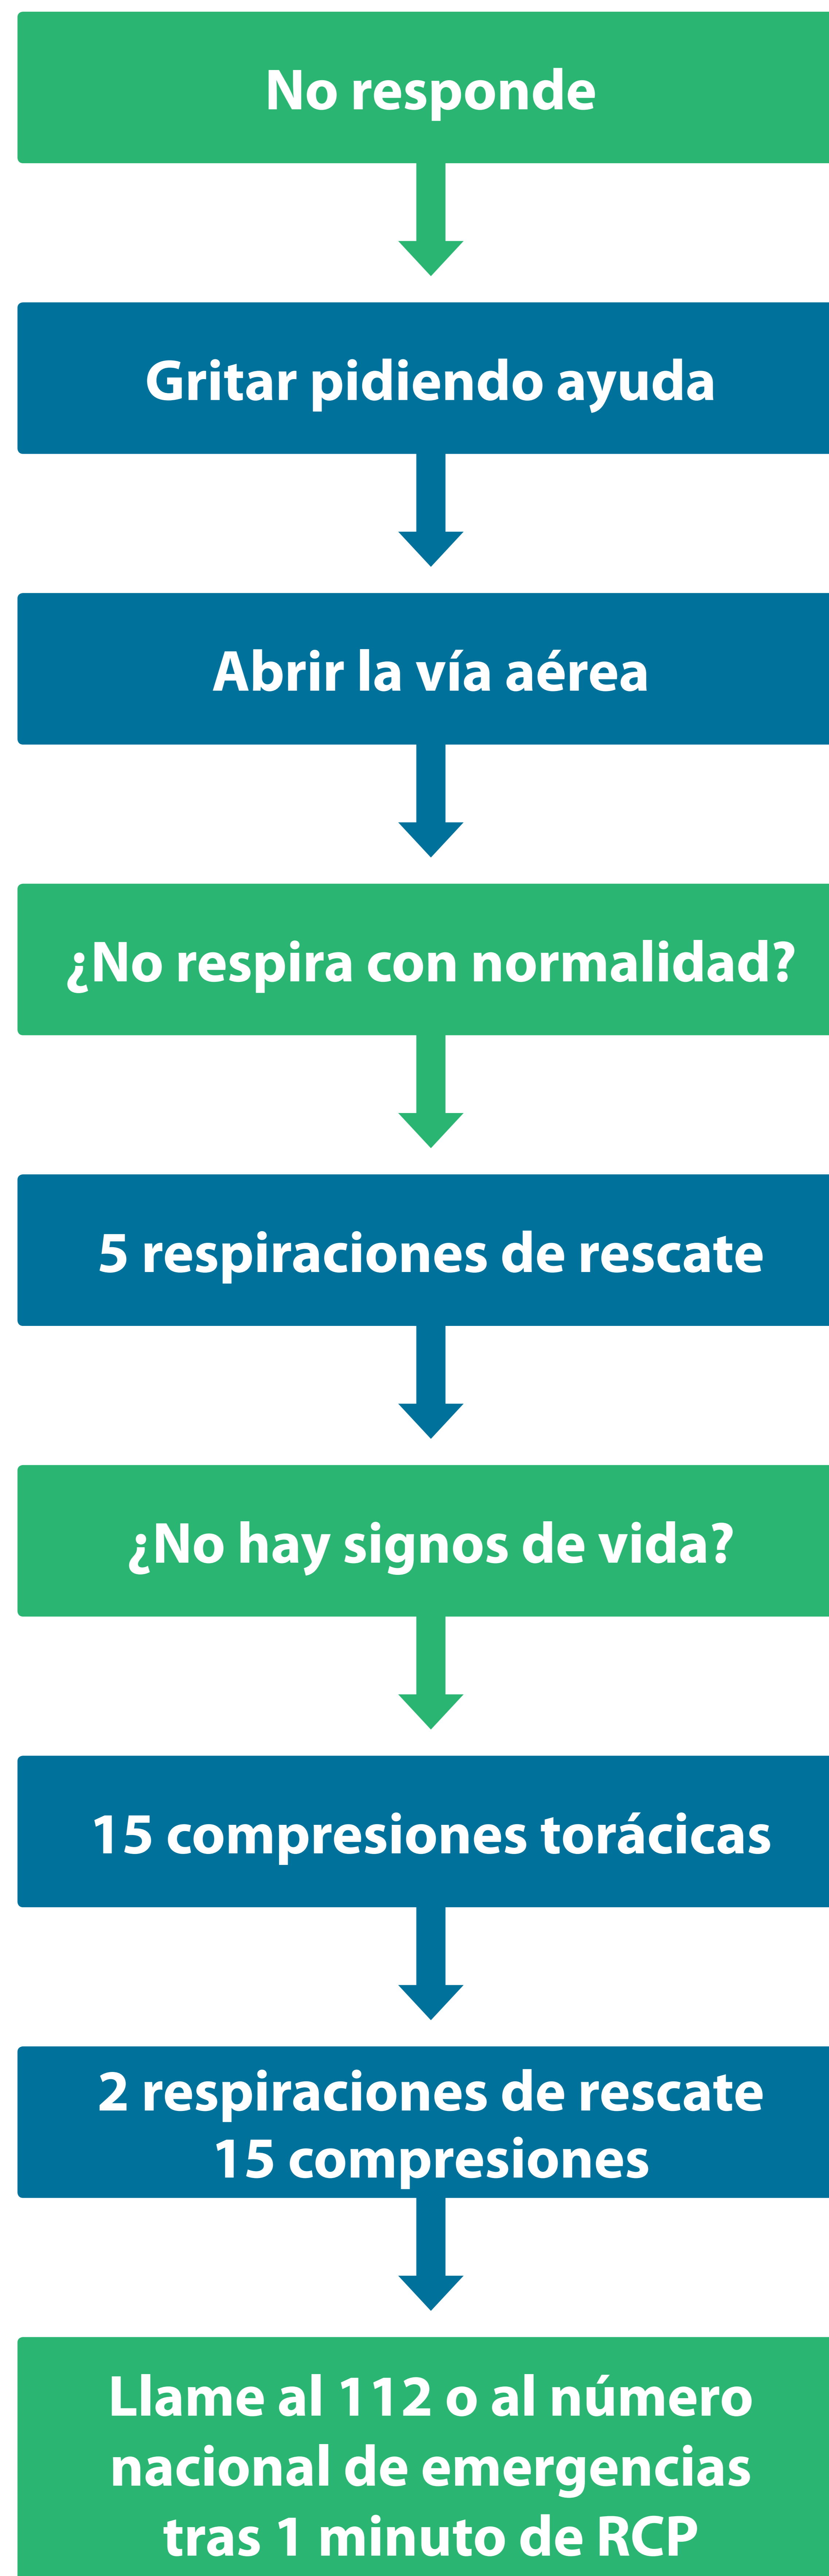 No responde
Gritar pidiendo ayuda
Abrir la vía aérea
¿No respira con normalidad?
5 respiraciones de rescate
¿No hay signos de vida?
15 compresiones torácicas
2 respiraciones de rescate
15 compresiones
Llame al 112 o al número
nacional de emergencias
tras 1 minuto de RCP